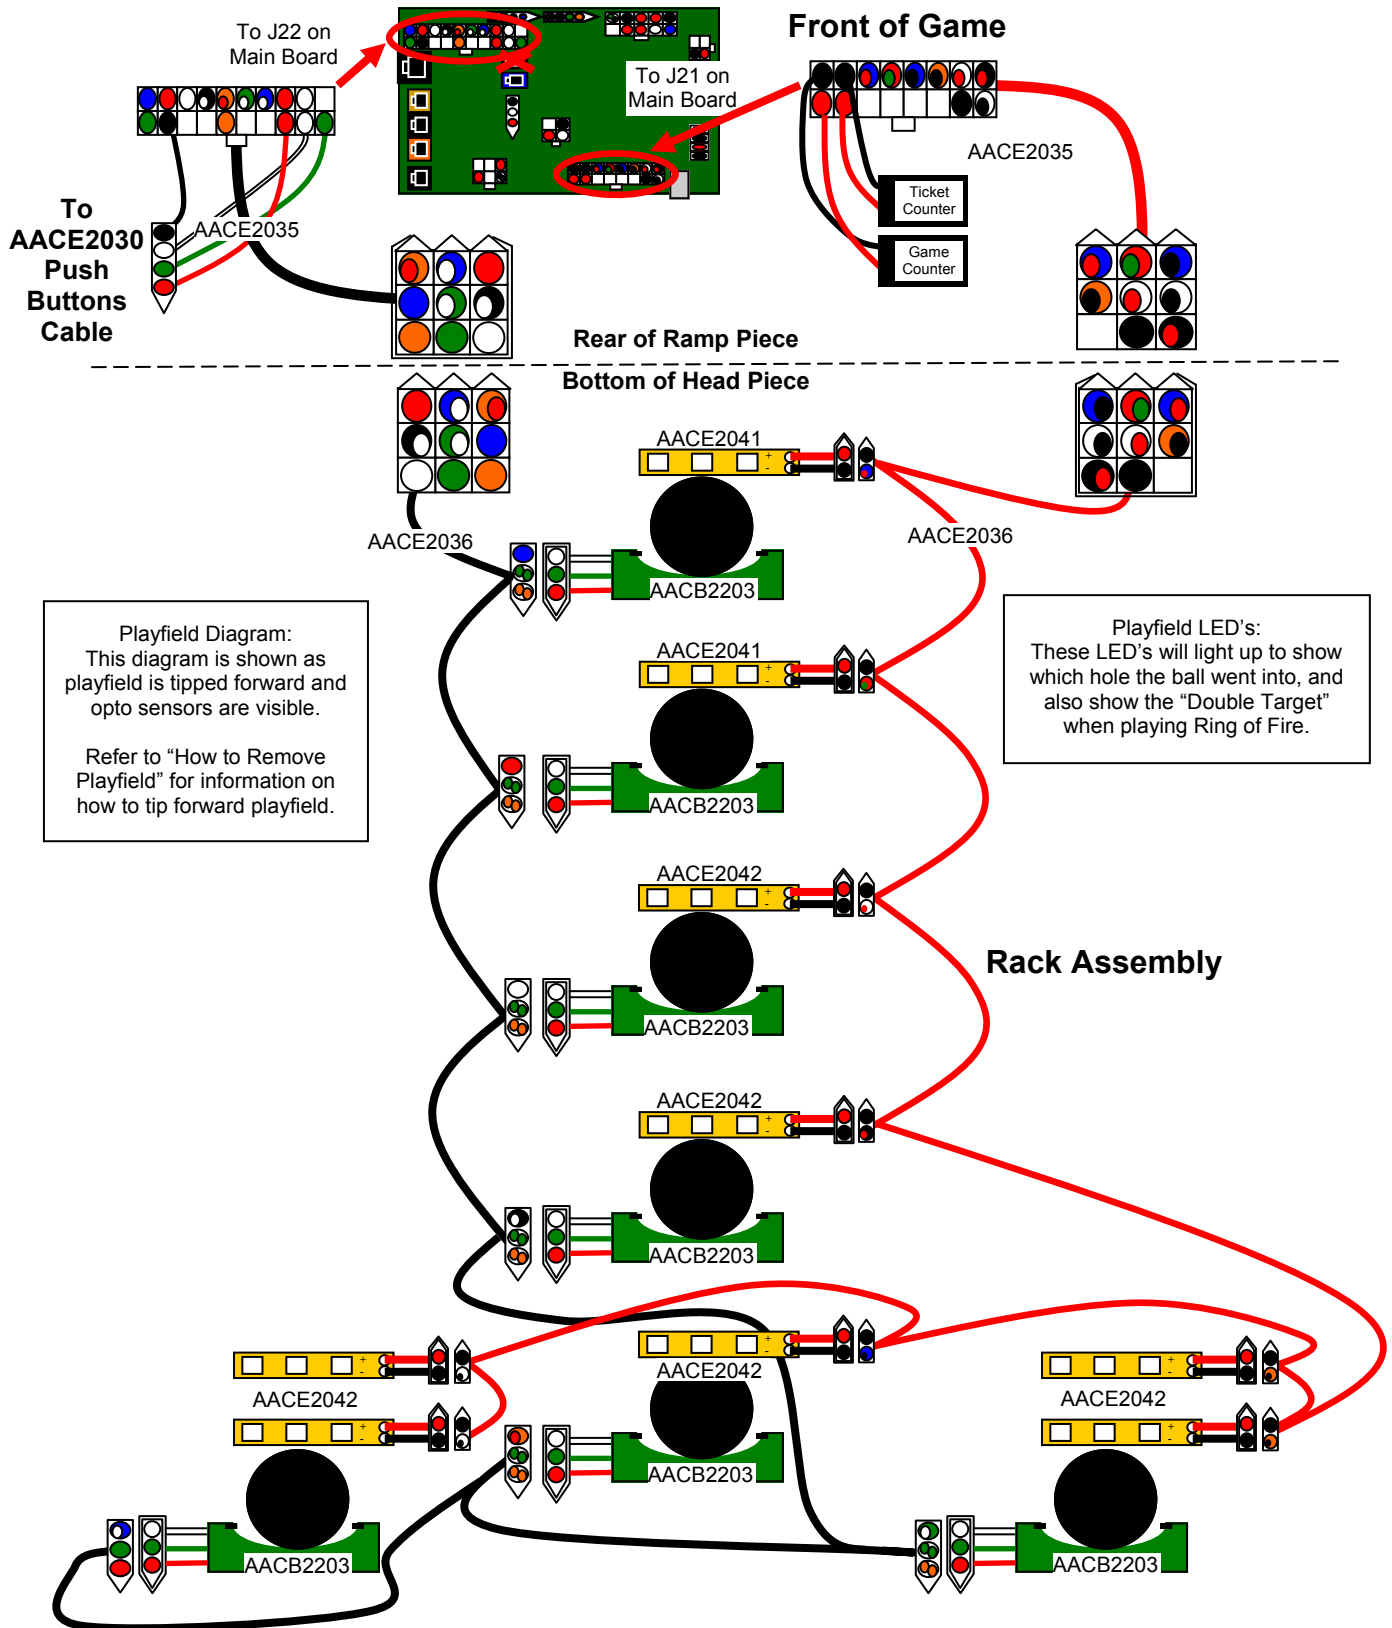 To J22 on
Main Board
Front of Game
To J21 on
Main Board
AACE2035
Ticket
Counter
Game
Counter
To
AACE2030
Push
Buttons
Cable
AACE2035
Rear of Ramp Piece
Bottom of Head Piece
AACE2041
+
-
AACE2036
AACE2036
AACB2203
Playfield Diagram:
This diagram is shown as
playfield is tipped forward and
opto sensors are visible.
Refer to “How to Remove
Playfield” for information on
how to tip forward playfield.
Playfield LED’s:
These LED’s will light up to show
which hole the ball went into, and
also show the “Double Target”
when playing Ring of Fire.
AACE2041
+
-
AACB2203
AACE2042
+
-
Rack Assembly
AACB2203
AACE2042
+
-
AACB2203
+
-
AACE2042
+
-
AACE2042
+
-
+
-
AACE2042
+
-
AACB2203
AACB2203
AACB2203